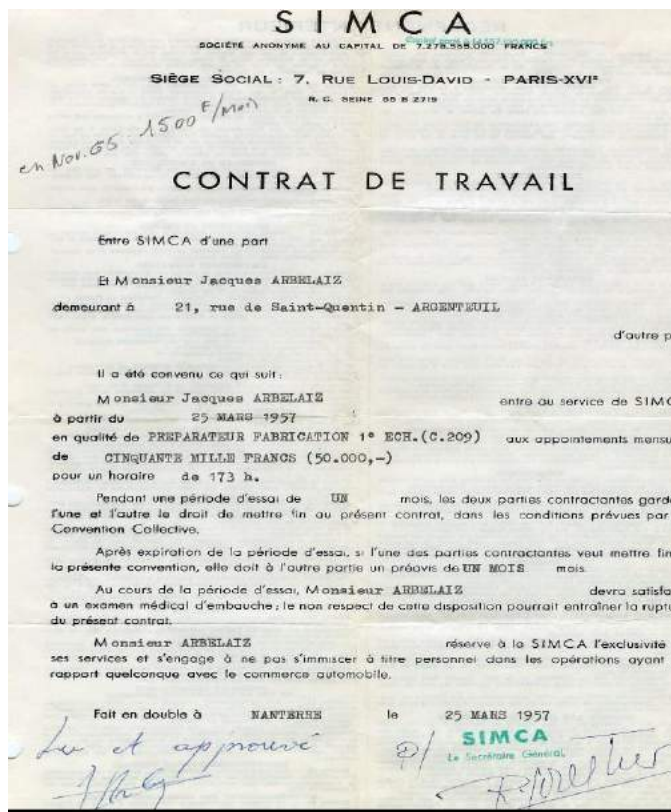 SIMCA
SOCIÉTÉ ANONYME AU CAPITAL DE 7.278.585.000 FRANCS
SIÈGE SOCIAL : 7, RUE LOUIS-DAVID - PARIS-XVIe
R. C. SEINE 55 B 2719
en Nov. 65 : 1500 F/mois
CONTRAT DE TRAVAIL
Entre SIMCA d'une part
Et Monsieur Jacques ARBELAIZ
demeurant à 21, rue de Saint-Quentin - ARGENTEUIL
d'autre p
Il a été convenu ce qui suit :
Monsieur Jacques ARBELAIZ entre au service de SIMC
à partir du 25 MARS 1957
en qualité de PREPARATEUR FABRICATION 1° ECH.(C.209) aux appointements mensu
de CINQUANTE MILLE FRANCS (50.000,-)
pour un horaire de 173 h.
Pendant une période d'essai de UN mois, les deux parties contractantes garde
l'une et l'autre le droit de mettre fin au présent contrat, dans les conditions prévues par
Convention Collective.
Après expiration de la période d'essai, si l'une des parties contractantes veut mettre fin
la présente convention, elle doit à l'autre partie un préavis de UN MOIS mois.
Au cours de la période d'essai, Monsieur ARBELAIZ devra satisfa
à un examen médical d'embauche ; le non respect de cette disposition pourrait entraîner la ruptu
du présent contrat.
Monsieur ARBELAIZ réserve à la SIMCA l'exclusivité
ses services et s'engage à ne pas s'immiscer à titre personnel dans les opérations ayant
rapport quelconque avec le commerce automobile.
Fait en double à NANTERRE le 25 MARS 1957
Lu et approuvé
P/ SIMCA
Le Secrétaire Général,